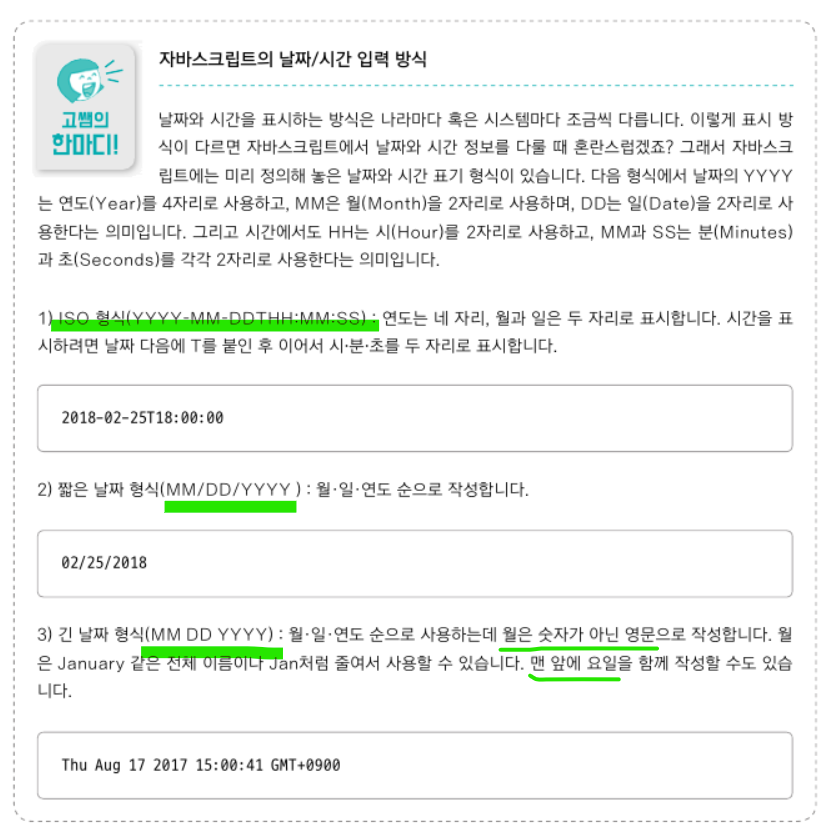 자바스크립트의 날짜/시간 입력 방식
고쌤의
한마디!
날짜와 시간을 표시하는 방식은 나라마다 혹은 시스템마다 조금씩 다릅니다. 이렇게 표시 방
식이 다르면 자바스크립트에서 날짜와 시간 정보를 다룰 때 혼란스럽겠죠? 그래서 자바스크
립트에는 미리 정의해 놓은 날짜와 시간 표기 형식이 있습니다. 다음 형식에서 날짜의 YYYY
는 연도(Year)를 4자리로 사용하고, MM은 월(Month)을 2자리로 사용하며, DD는 일(Date)을 2자리로 사
용한다는 의미입니다. 그리고 시간에서도 HH는 시(Hour)를 2자리로 사용하고, MM과 SS는 분(Minutes)
과 초(Seconds)를 각각 2자리로 사용한다는 의미입니다.
1) ISO 형식(YYYY-MM-DDTHH:MM:SS) : 연도는 네 자리, 월과 일은 두 자리로 표시합니다. 시간을 표
시하려면 날짜 다음에 T를 붙인 후 이어서 시·분·초를 두 자리로 표시합니다.
2018-02-25T18:00:00
2) 짧은 날짜 형식(MM/DD/YYYY ) : 월·일·연도 순으로 작성합니다.
02/25/2018
3) 긴 날짜 형식(MM DD YYYY) : 월·일·연도 순으로 사용하는데 월은 숫자가 아닌 영문으로 작성합니다. 월
은 January 같은 전체 이름이나 Jan처럼 줄여서 사용할 수 있습니다. 맨 앞에 요일을 함께 작성할 수도 있습
니다.
Thu Aug 17 2017 15:00:41 GMT+0900